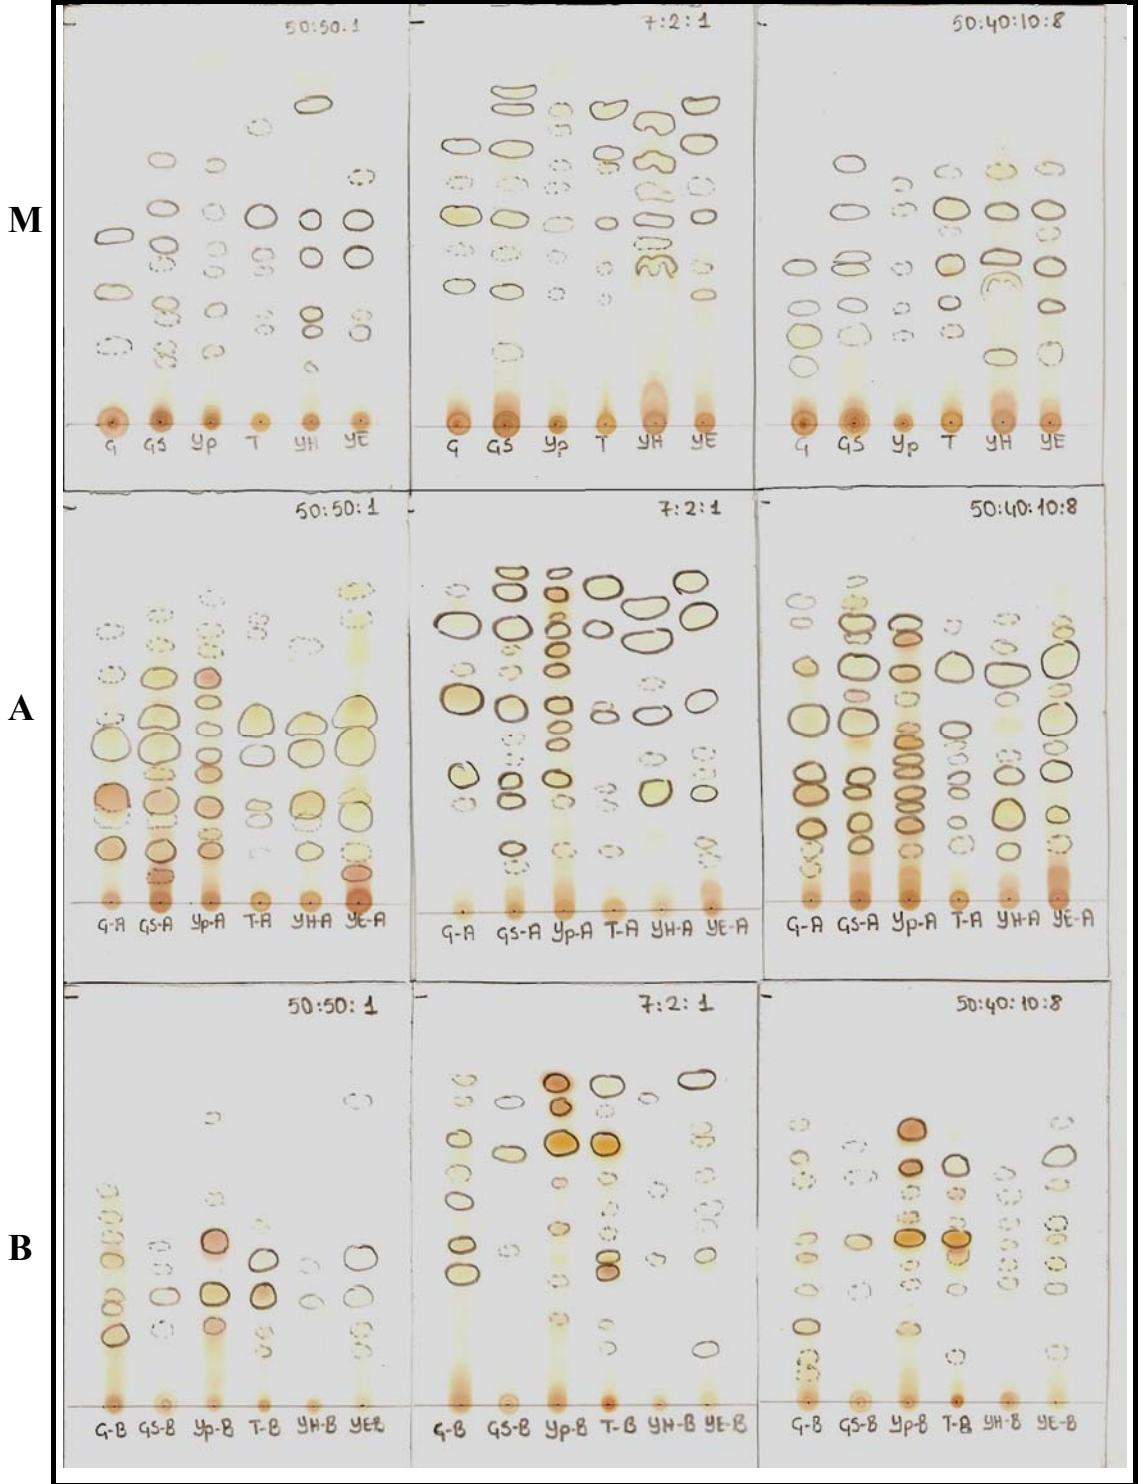 50:50.1 7:2:1 50:40:10:8
M
G GS Yp T YH YE G GS Yp T YH YE G GS Yp T YH YE
50:50:1 7:2:1 50:40:10:8
A
G-A GS-A Yp-A T-A YH-A YE-A G-A GS-A Yp-A T-A YH-A YE-A G-A GS-A Yp-A T-A YH-A YE-A
50:50:1 7:2:1 50:40:10:8
B
G-B GS-B Yp-B T-B YH-B YEB G-B GS-B Yp-B T-B YH-B YE-B G-B GS-B Yp-B T-B YH-B YE-B